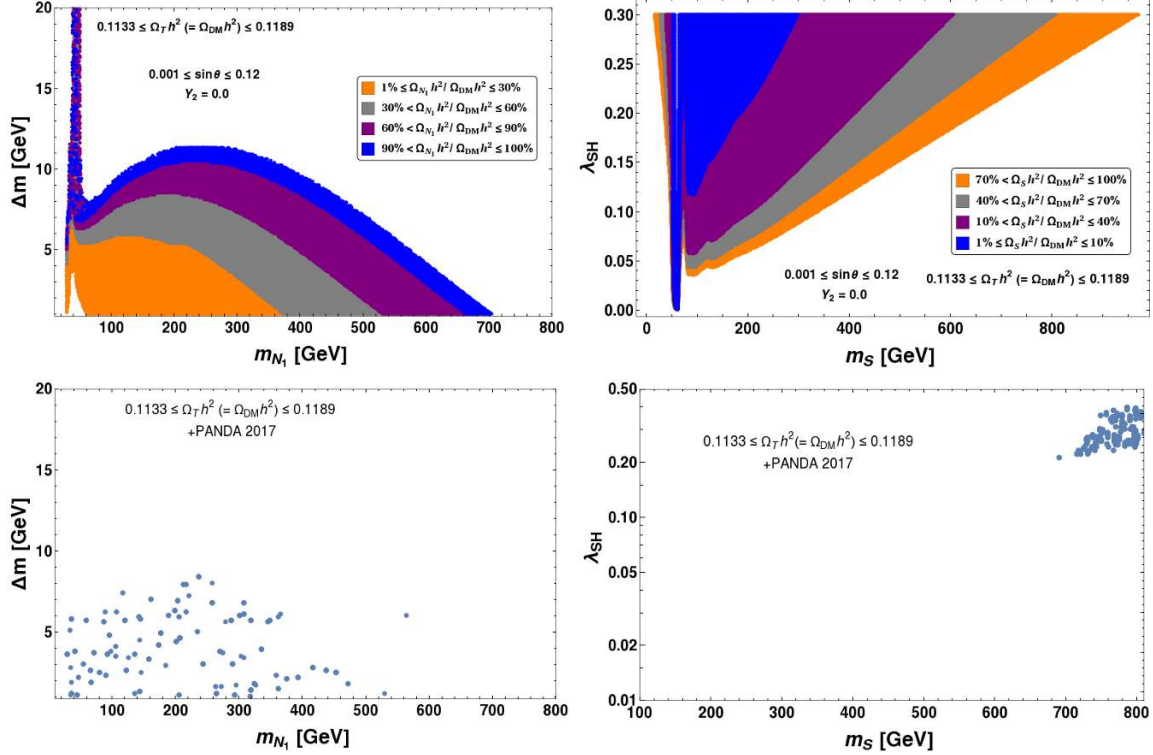 0.1133 ≤ Ω_T h² (= Ω_DM h²) ≤ 0.1189
0.001 ≤ sin θ ≤ 0.12
Y₂ = 0.0
1% ≤ Ω_N₁ h² / Ω_DM h² ≤ 30%
30% < Ω_N₁ h² / Ω_DM h² ≤ 60%
60% < Ω_N₁ h² / Ω_DM h² ≤ 90%
90% < Ω_N₁ h² / Ω_DM h² ≤ 100%
20
15
10
5
Δm [GeV]
100 200 300 400 500 600 700 800
m_N₁ [GeV]
0.30
0.25
0.20
0.15
0.10
0.05
0.00
λ_SH
70% < Ω_S h² / Ω_DM h² ≤ 100%
40% < Ω_S h² / Ω_DM h² ≤ 70%
10% < Ω_S h² / Ω_DM h² ≤ 40%
1% ≤ Ω_S h² / Ω_DM h² ≤ 10%
0.001 ≤ sin θ ≤ 0.12
Y₂ = 0.0
0.1133 ≤ Ω_T h² (= Ω_DM h²) ≤ 0.1189
0 200 400 600 800
m_S [GeV]
0.1133 ≤ Ω_T h² (= Ω_DM h²) ≤ 0.1189
+PANDA 2017
20
15
10
5
Δm [GeV]
100 200 300 400 500 600 700 800
m_N₁ [GeV]
0.1133 ≤ Ω_T h² (= Ω_DM h²) ≤ 0.1189
+PANDA 2017
0.50
0.20
0.10
0.05
0.02
0.01
λ_SH
100 200 300 400 500 600 700 800
m_S [GeV]